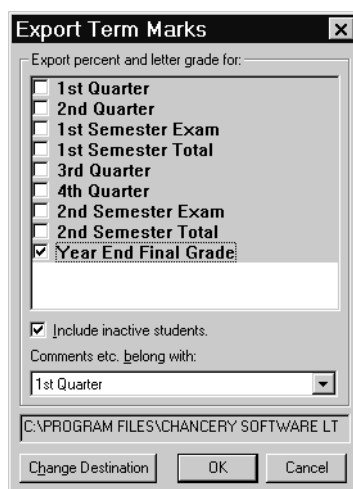 Export Term Marks
Export percent and letter grade for:
1st Quarter
2nd Quarter
1st Semester Exam
1st Semester Total
3rd Quarter
4th Quarter
2nd Semester Exam
2nd Semester Total
Year End Final Grade
Include inactive students.
Comments etc. belong with:
1st Quarter
C:\PROGRAM FILES\CHANCERY SOFTWARE LT
Change Destination OK Cancel